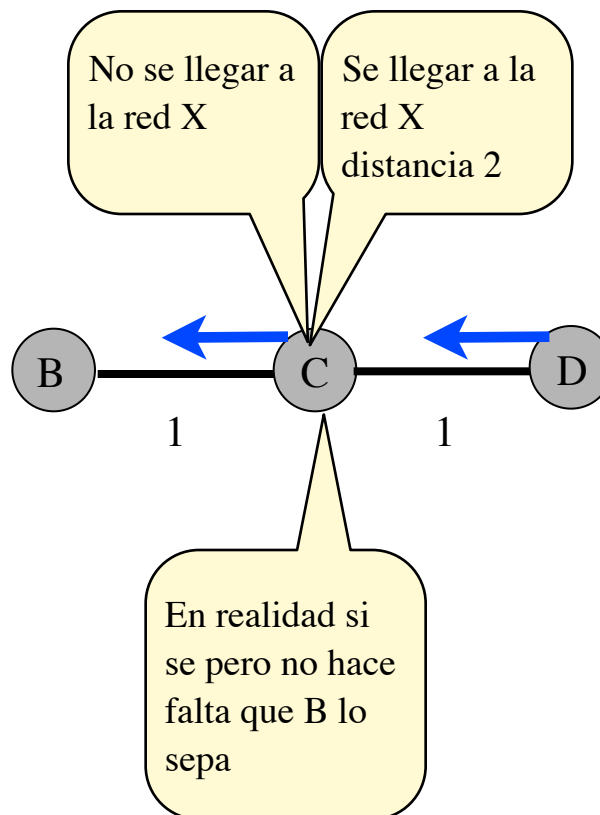 No se llegar a
la red X
Se llegar a la
red X
distancia 2
B
C
D
1
1
En realidad si
se pero no hace
falta que B lo
sepa